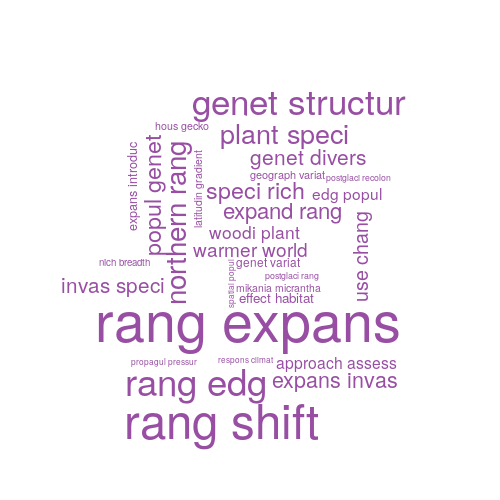 genet structur
hous gecko
plant speci
expans introduc
popul genet
northern rang
latitudin gradient
genet divers
geograph variat
postglaci recolon
speci rich
edg popul
expand rang
use chang
woodi plant
warmer world
nich breadth
spatial popul
genet variat
postglaci rang
invas speci
mikania micrantha
effect habitat
rang expans
propagul pressur
respons climat
approach assess
rang edg
expans invas
rang shift